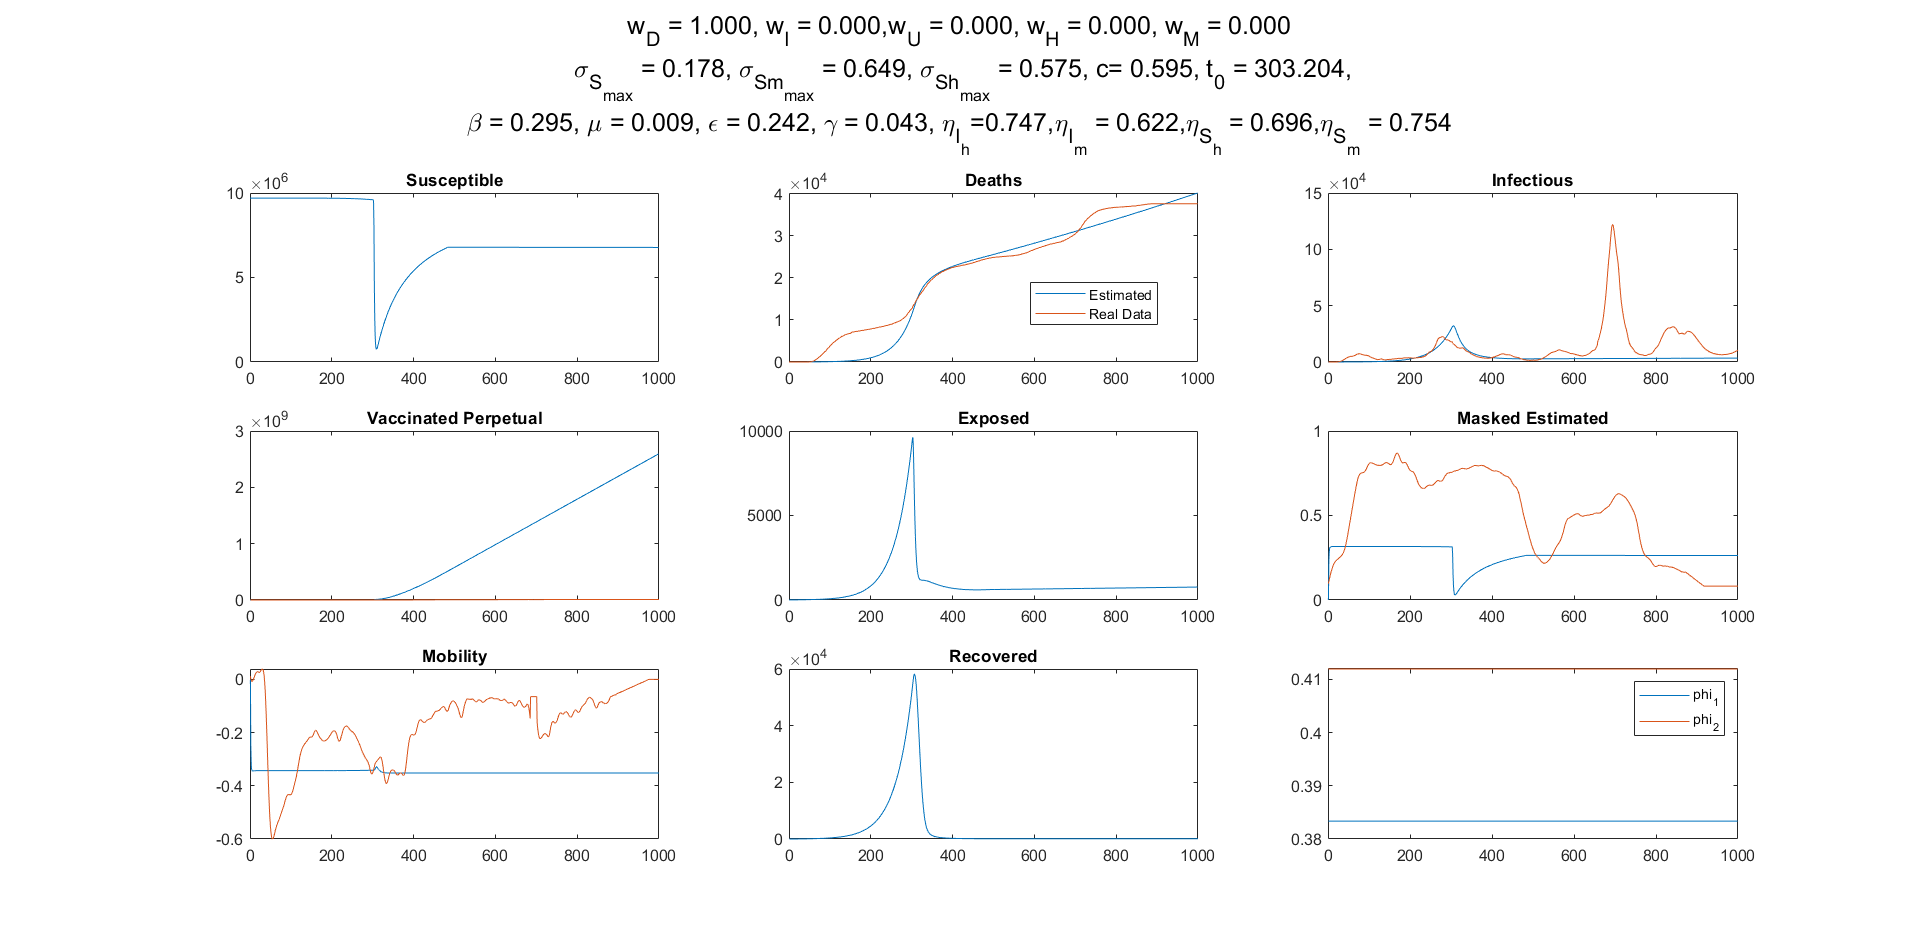 w_D = 1.000, w_I = 0.000,w_U = 0.000, w_H = 0.000, w_M = 0.000
σ_S_max = 0.178, σ_Sm_max = 0.649, σ_Sh_max = 0.575, c= 0.595, t_0 = 303.204,
β = 0.295, μ = 0.009, ϵ = 0.242, γ = 0.043, η_I_h =0.747,η_I_m = 0.622,η_S_h = 0.696,η_S_m = 0.754
Susceptible
×10^6
10
5
0
0 200 400 600 800 1000
Deaths
×10^4
4
3
2
1
0
Estimated
Real Data
0 200 400 600 800 1000
Infectious
×10^4
15
10
5
0
0 200 400 600 800 1000
Vaccinated Perpetual
×10^9
3
2
1
0
0 200 400 600 800 1000
Exposed
10000
5000
0
0 200 400 600 800 1000
Masked Estimated
1
0.5
0
0 200 400 600 800 1000
Mobility
0
-0.2
-0.4
-0.6
0 200 400 600 800 1000
Recovered
×10^4
6
4
2
0
0 200 400 600 800 1000
0.41
0.4
0.39
0.38
phi_1
phi_2
0 200 400 600 800 1000